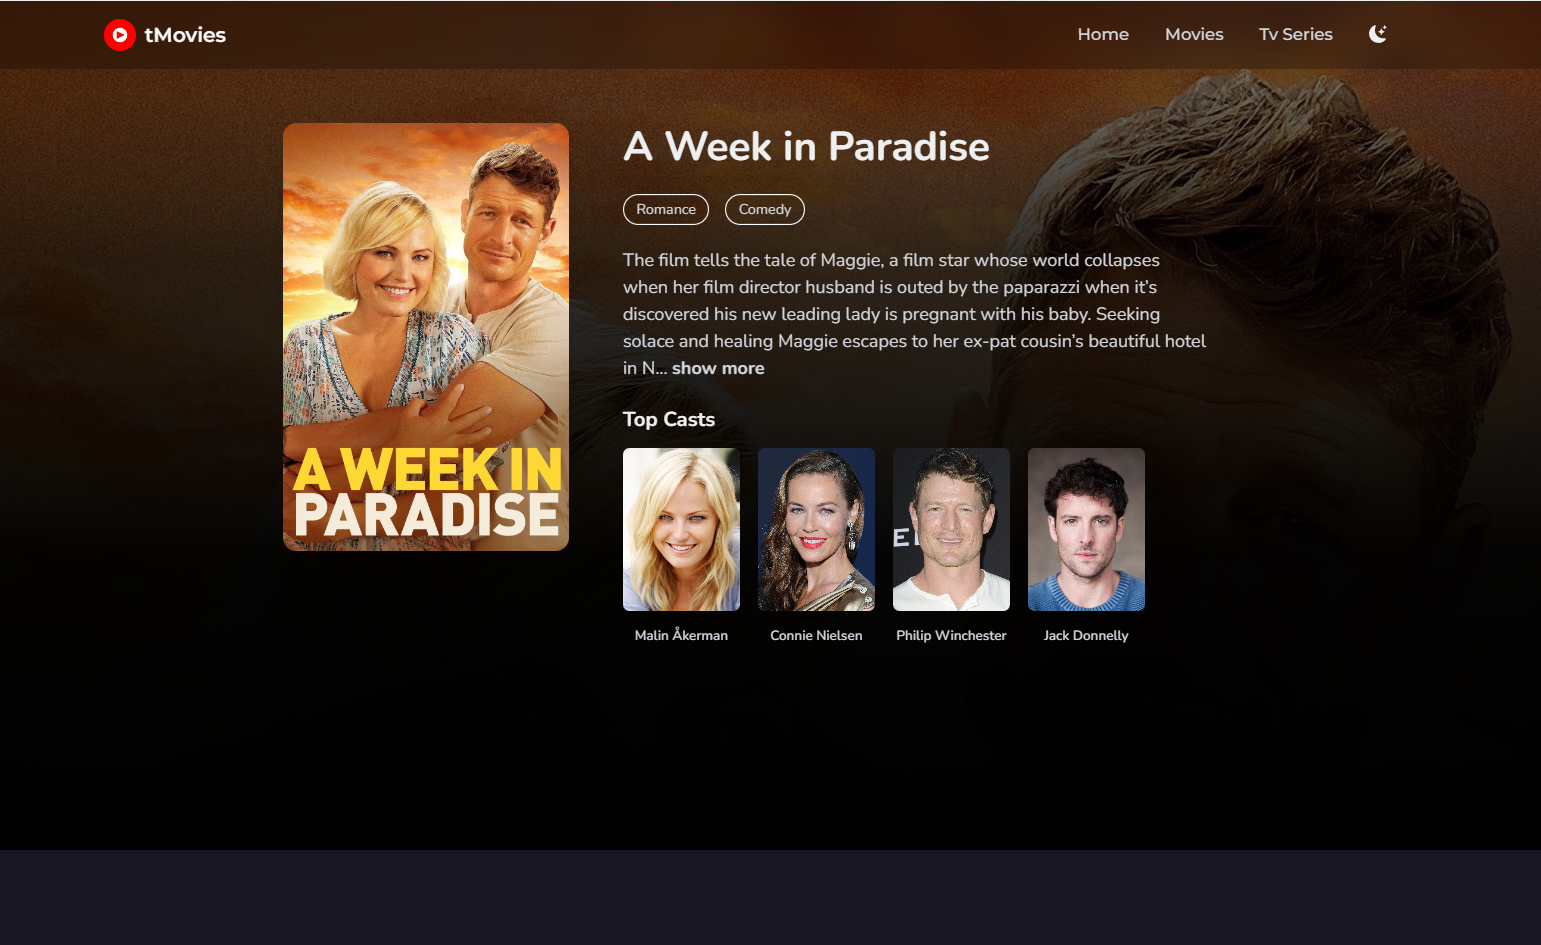 tMovies
Home Movies Tv Series
A Week in Paradise
Romance Comedy
The film tells the tale of Maggie, a film star whose world collapses
when her film director husband is outed by the paparazzi when it’s
discovered his new leading lady is pregnant with his baby. Seeking
solace and healing Maggie escapes to her ex-pat cousin’s beautiful hotel
in N... show more
Top Casts
Malin Åkerman Connie Nielsen Philip Winchester Jack Donnelly
A WEEK IN
PARADISE